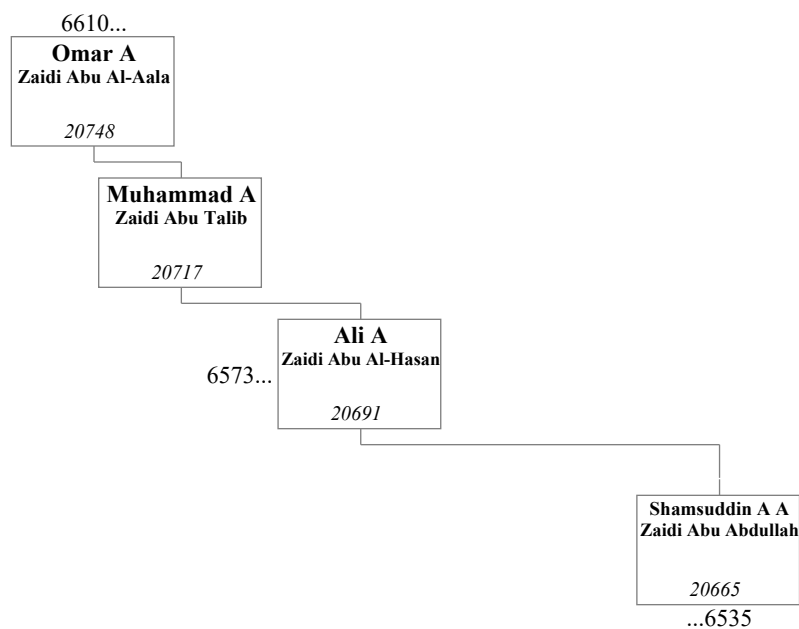 6610...
Omar A
Zaidi Abu Al-Aala
20748
Muhammad A
Zaidi Abu Talib
20717
Ali A
Zaidi Abu Al-Hasan
6573...
20691
Shamsuddin A A
Zaidi Abu Abdullah
20665
...6535